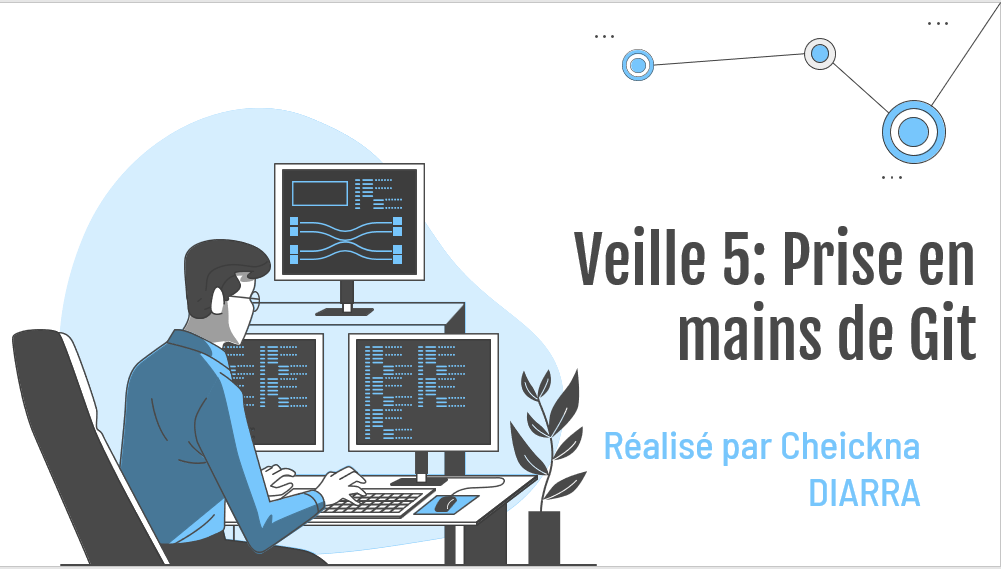 Veille 5: Prise en
mains de Git
Réalisé par Cheickna
DIARRA